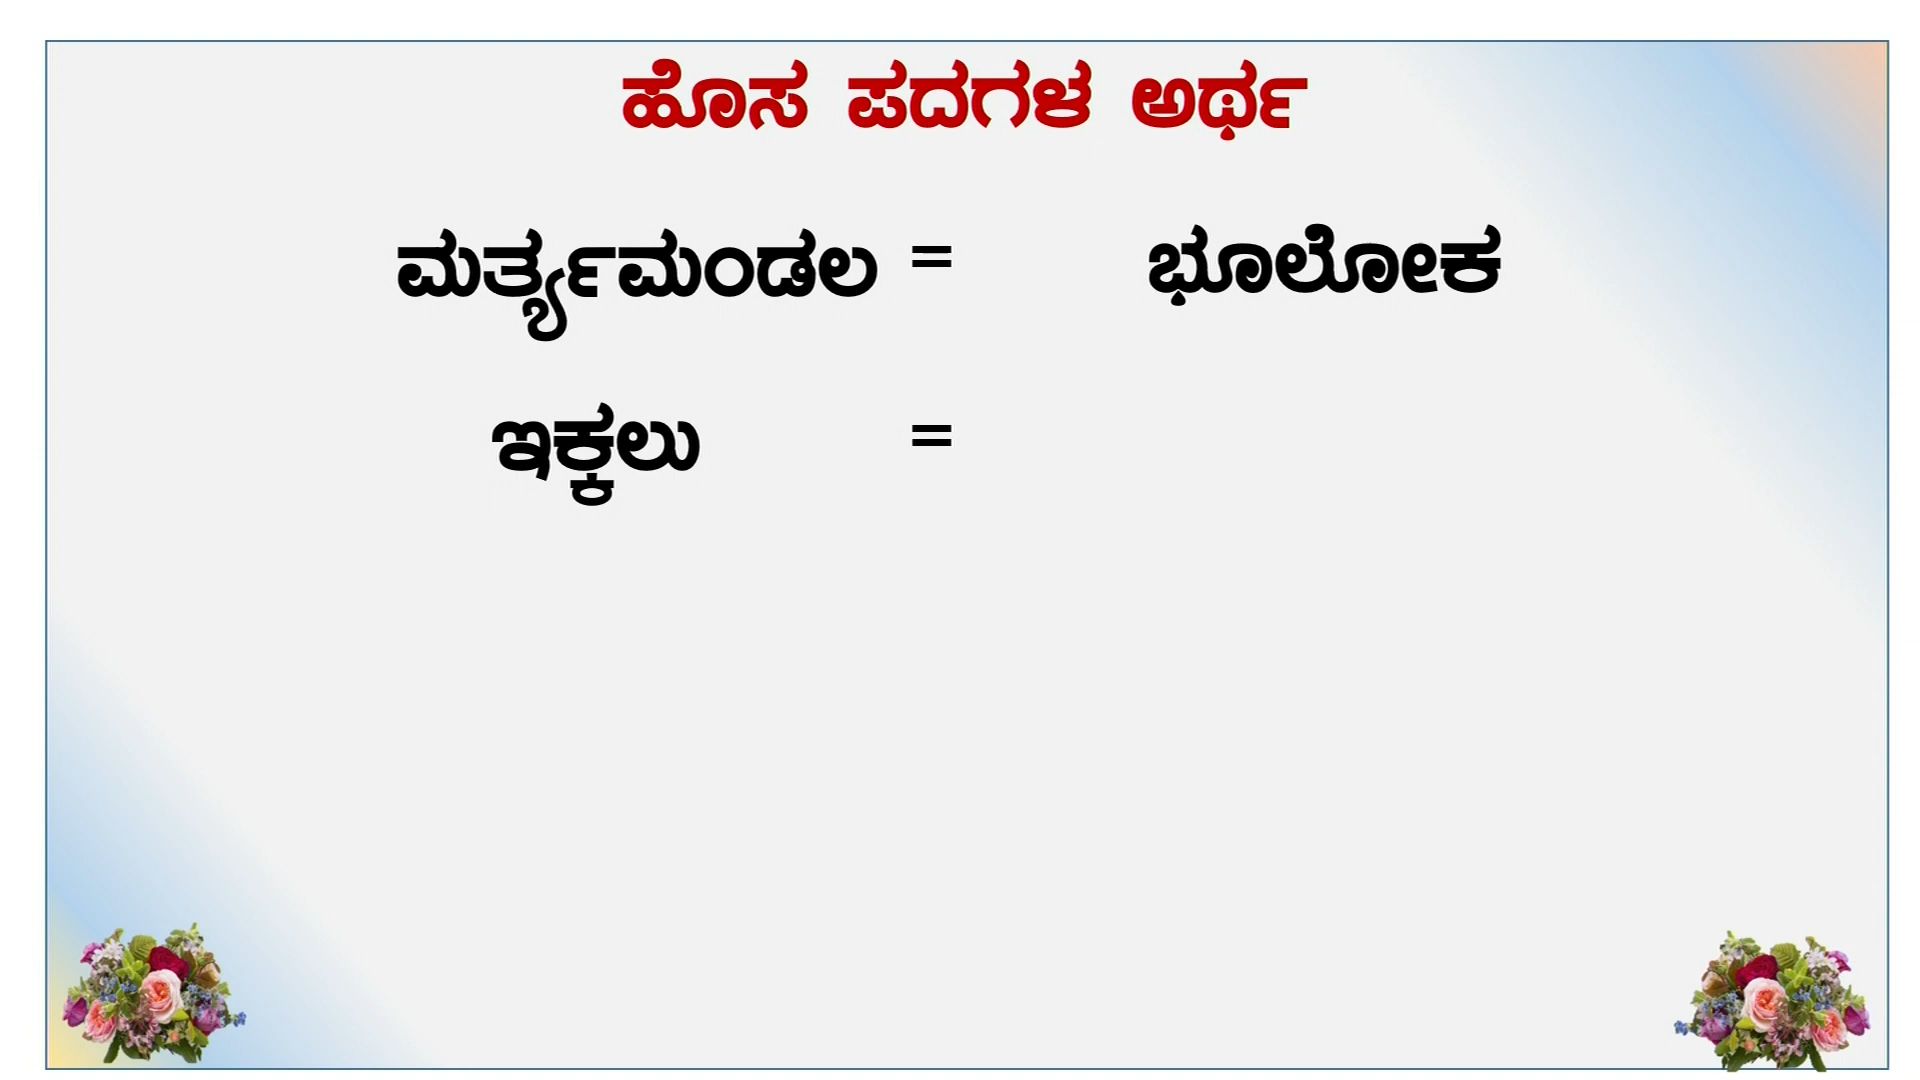 ಹೊಸ ಪದಗಳ ಅರ್ಥ
ಮರ್ತ್ಯಮಂಡಲ = ಭೂಲೋಕ
ಇಕ್ಕಲು =